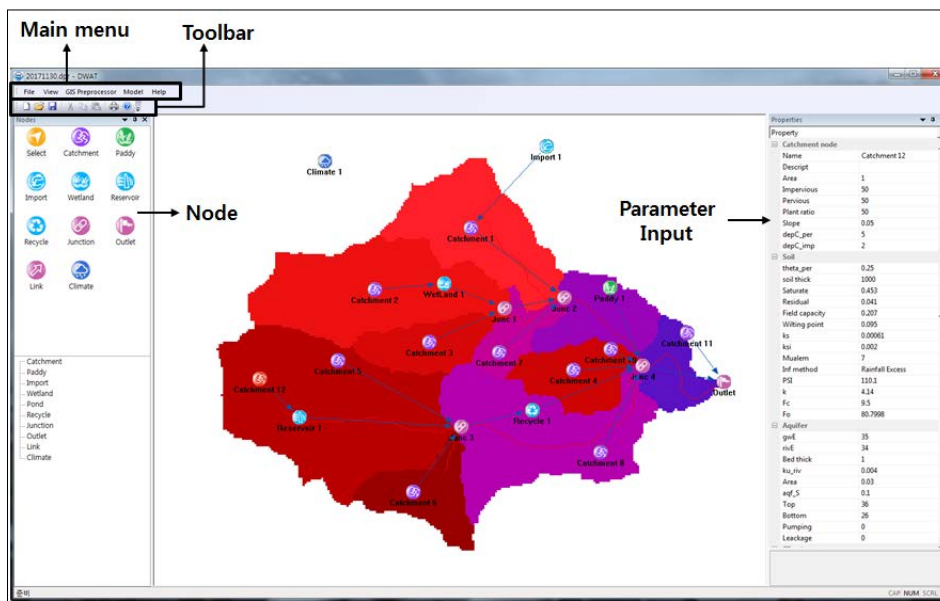 Main menu
Toolbar
20171130.dpr - DWAT
File View GIS Preprocessor Model Help
Nodes
Select Catchment Paddy
Import Wetland Reservoir
Recycle Junction Outlet
Link Climate
Node
Catchment
Paddy
Import
Wetland
Pond
Recycle
Junction
Outlet
Link
Climate
Climate 1
Import 1
Catchment 1
Catchment 2
WetLand 1
Junc 1
Junc 2
Paddy 1
Catchment 3
Catchment 7
Catchment 11
Catchment 5
Catchment 12
Catchment 4
Junc 4
Outlet
Reservoir 1
Junc 3
Recycle 1
Catchment 8
Catchment 6
Parameter
Input
Properties
Property
Catchment node
Name Catchment 12
Descript
Area 1
Impervious 50
Pervious 50
Plant ratio 50
Slope 0.05
depC_per 5
depC_imp 2
Soil
theta_per 0.25
soil thick 1000
Saturate 0.453
Residual 0.041
Field capacity 0.207
Wilting point 0.095
ks 0.00061
ksi 0.002
Mualem 7
Inf method Rainfall Excess
PSI 110.1
k 4.14
Fc 9.5
Fo 80.7998
Aquifer
gwE 35
rivE 34
Bed thick 1
ku_riv 0.004
Area 0.03
aqf_S 0.1
Top 36
Bottom 26
Pumping 0
Leackage 0
준비
CAP NUM SCRL